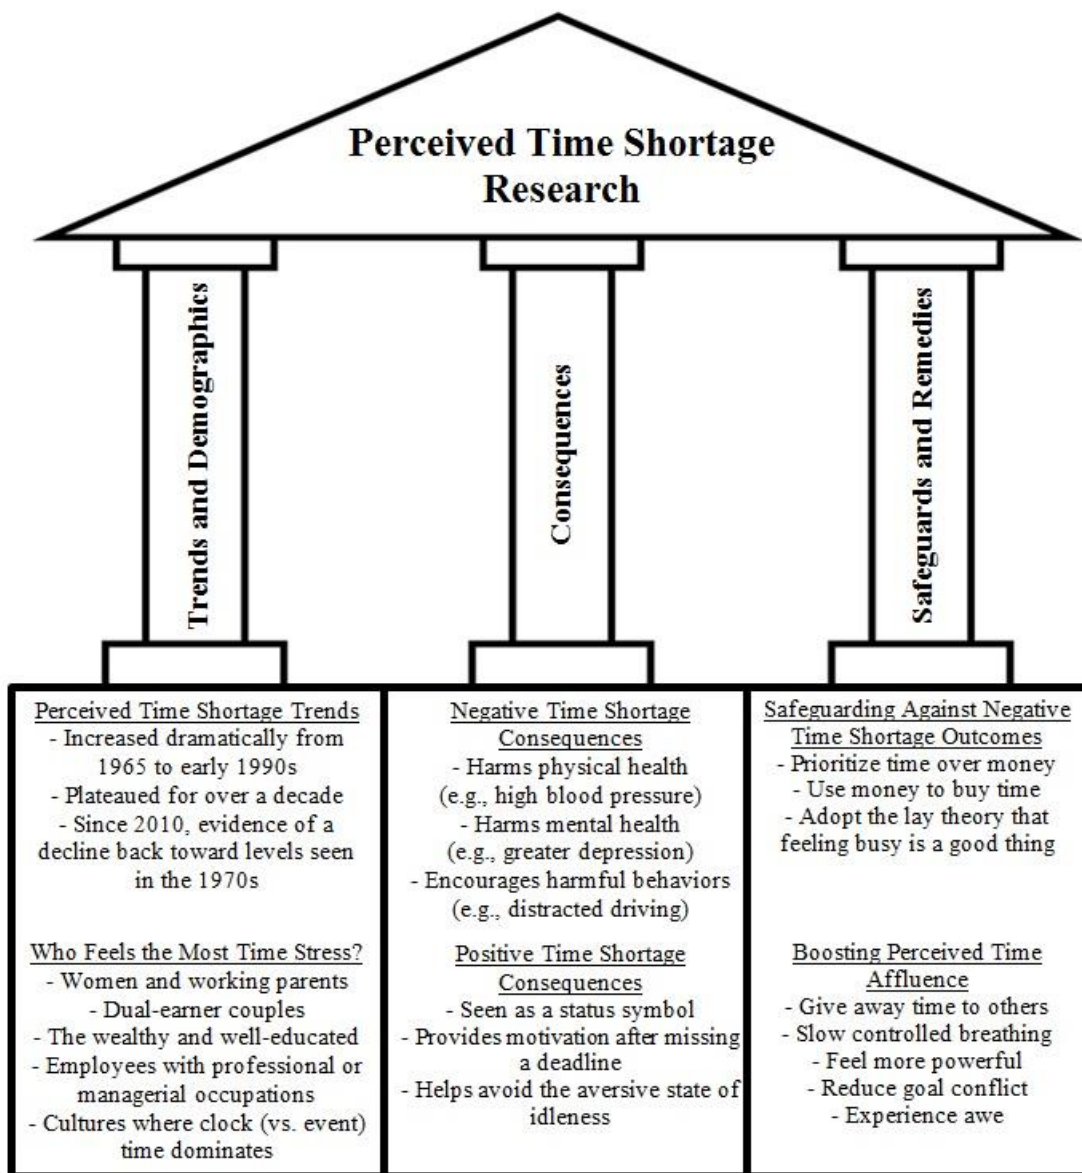 Perceived Time Shortage
Research
Trends and Demographics
Consequences
Safeguards and Remedies
Perceived Time Shortage Trends
- Increased dramatically from
1965 to early 1990s
- Plateaued for over a decade
- Since 2010, evidence of a
decline back toward levels seen
in the 1970s
Who Feels the Most Time Stress?
- Women and working parents
- Dual-earner couples
- The wealthy and well-educated
- Employees with professional or
managerial occupations
- Cultures where clock (vs. event)
time dominates
Negative Time Shortage
Consequences
- Harms physical health
(e.g., high blood pressure)
- Harms mental health
(e.g., greater depression)
- Encourages harmful behaviors
(e.g., distracted driving)
Positive Time Shortage
Consequences
- Seen as a status symbol
- Provides motivation after missing
a deadline
- Helps avoid the aversive state of
idleness
Safeguarding Against Negative
Time Shortage Outcomes
- Prioritize time over money
- Use money to buy time
- Adopt the lay theory that
feeling busy is a good thing
Boosting Perceived Time
Affluence
- Give away time to others
- Slow controlled breathing
- Feel more powerful
- Reduce goal conflict
- Experience awe